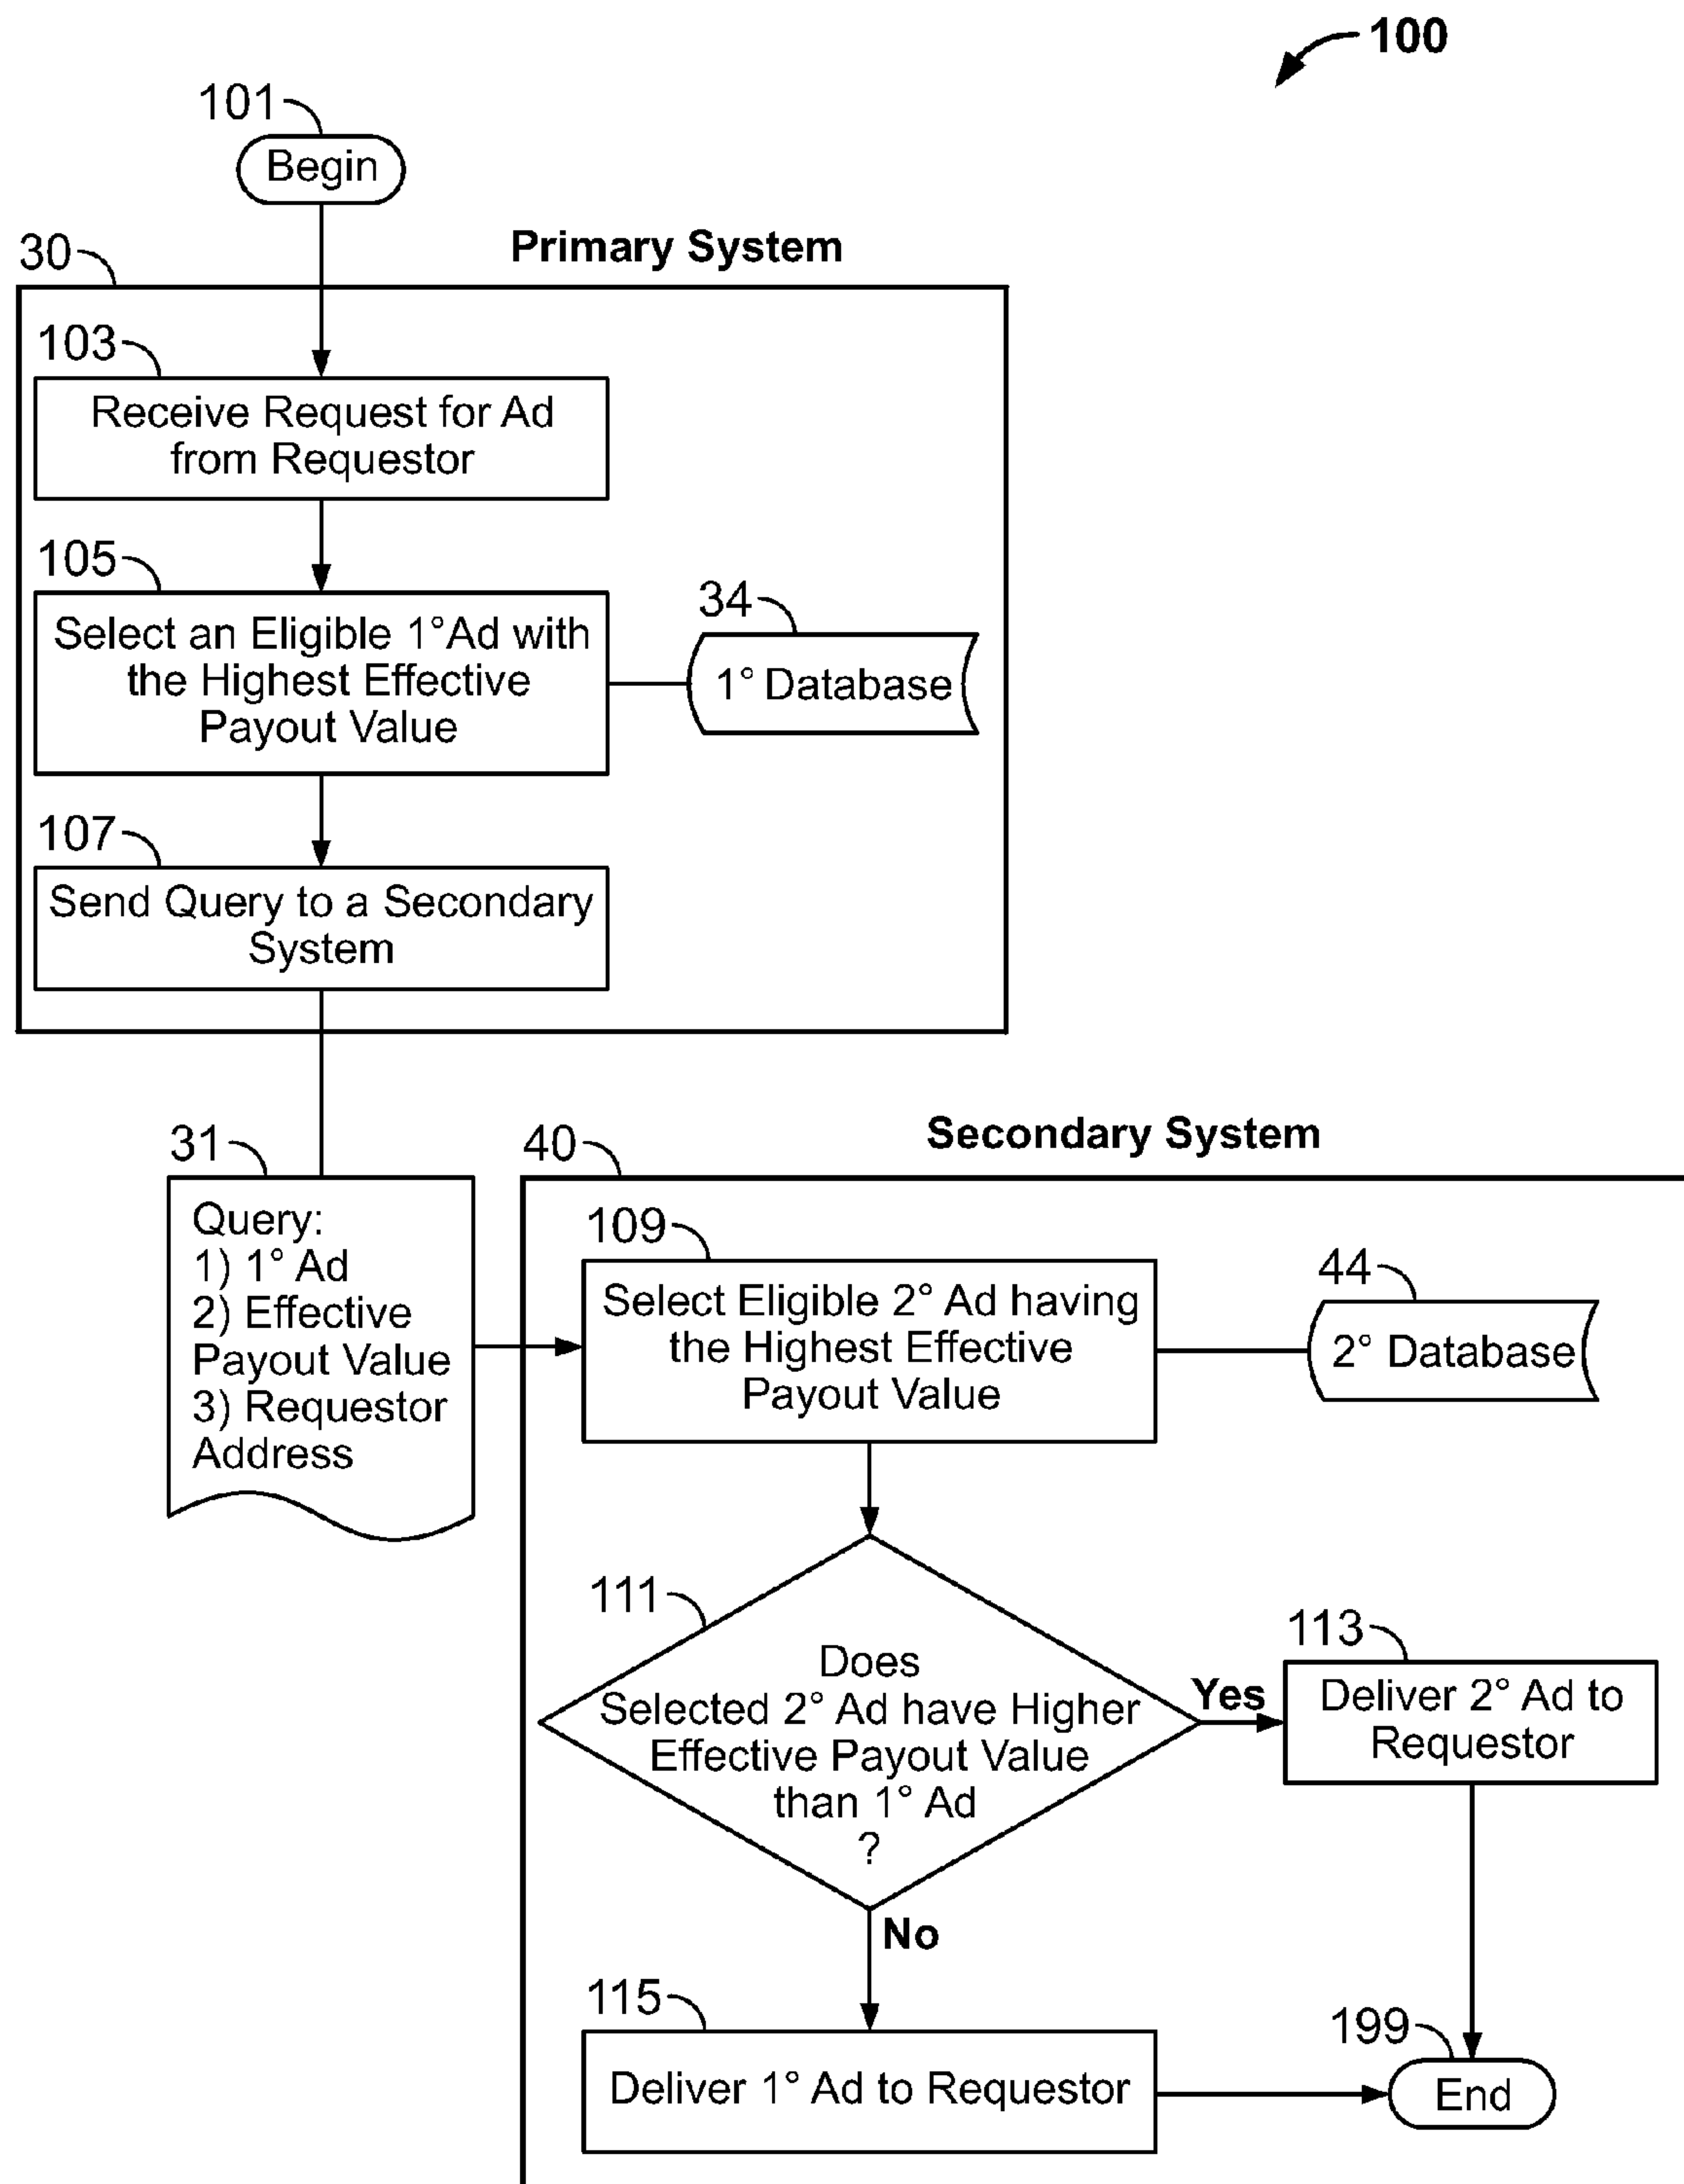 100
101
Begin
30
Primary System
103
Receive Request for Ad
from Requestor
105
Select an Eligible 1°Ad with
the Highest Effective
Payout Value
34
1° Database
107
Send Query to a Secondary
System
31
Query:
1) 1° Ad
2) Effective
Payout Value
3) Requestor
Address
40
Secondary System
109
Select Eligible 2° Ad having
the Highest Effective
Payout Value
44
2° Database
111
Does
Selected 2° Ad have Higher
Effective Payout Value
than 1° Ad
?
Yes
113
Deliver 2° Ad to
Requestor
No
115
Deliver 1° Ad to Requestor
199
End